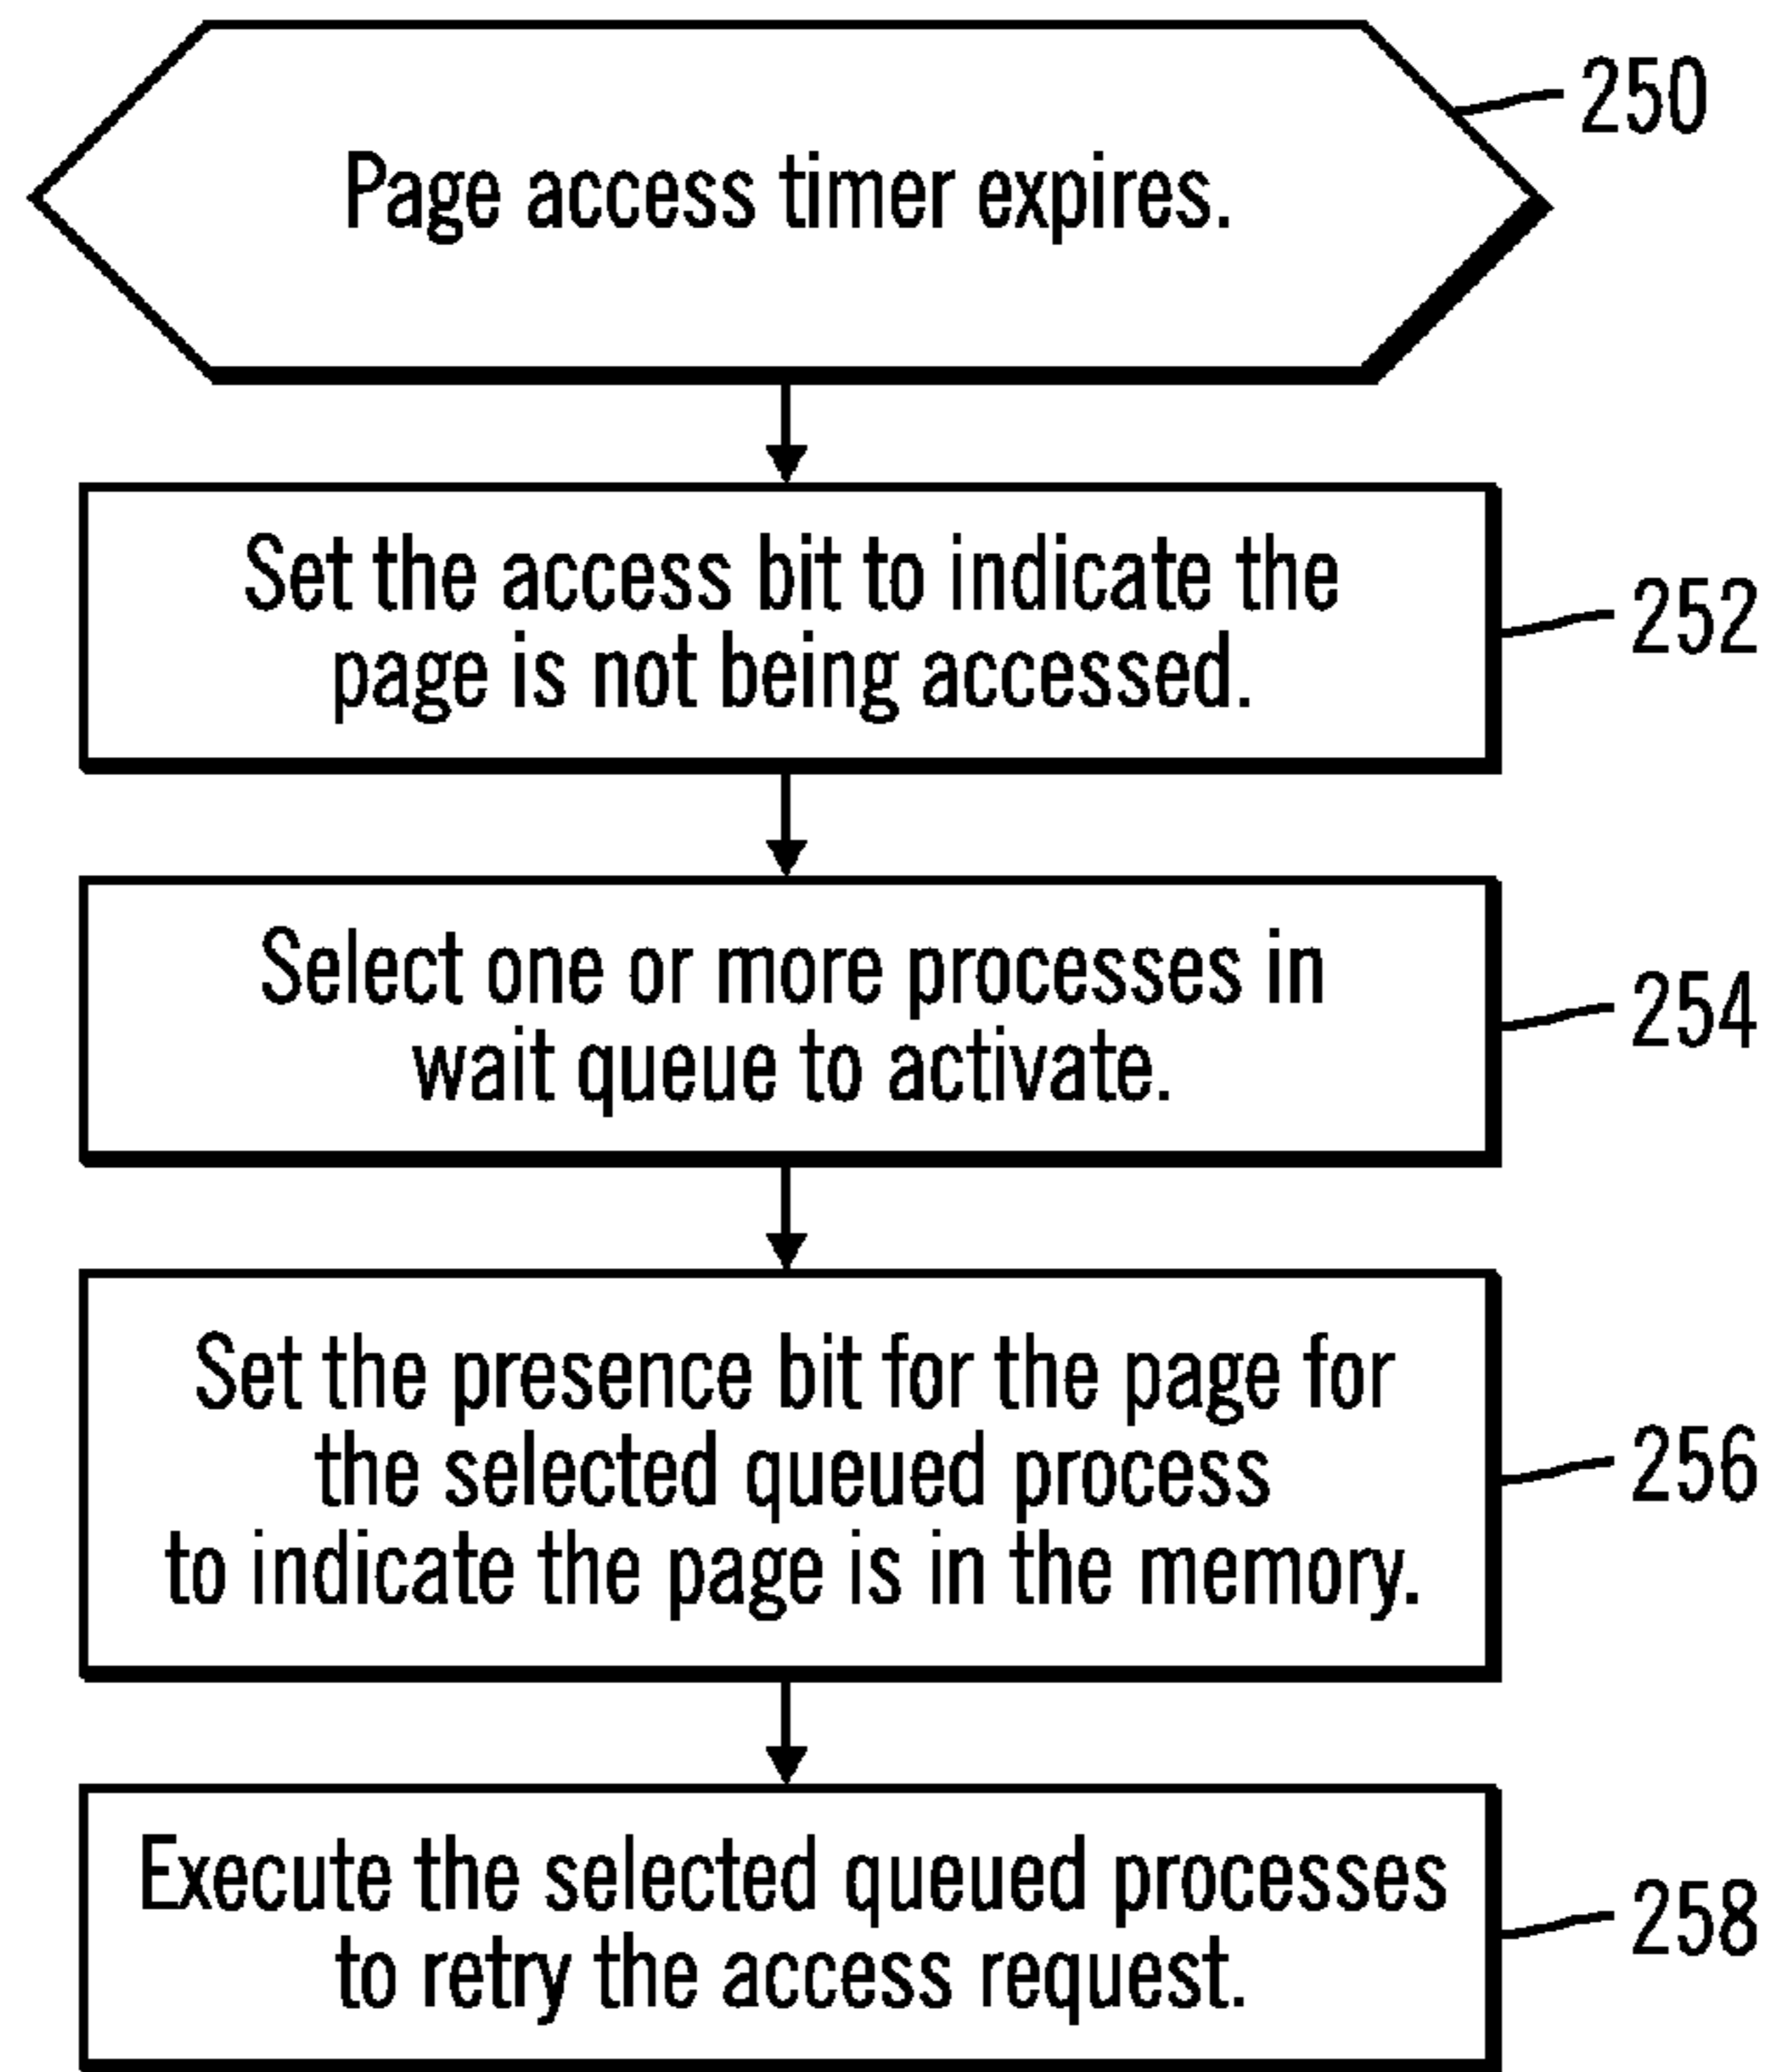 Page access timer expires.
250
Set the access bit to indicate the
page is not being accessed.
252
Select one or more processes in
wait queue to activate.
254
Set the presence bit for the page for
the selected queued process
to indicate the page is in the memory.
256
Execute the selected queued processes
to retry the access request.
258